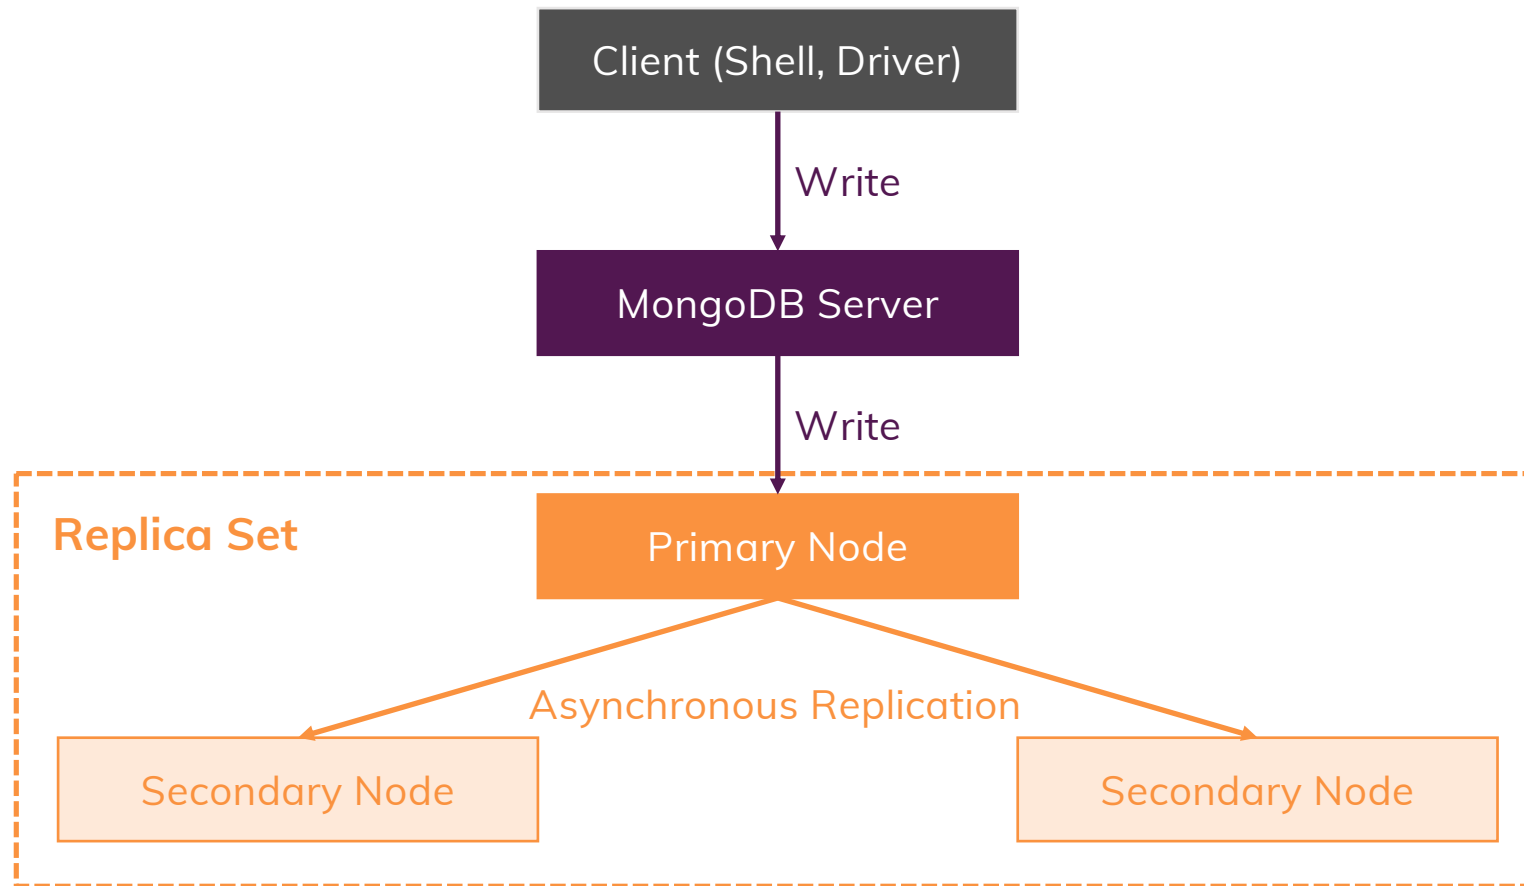 Client (Shell, Driver)
Write
MongoDB Server
Write
Replica Set
Primary Node
Asynchronous Replication
Secondary Node
Secondary Node